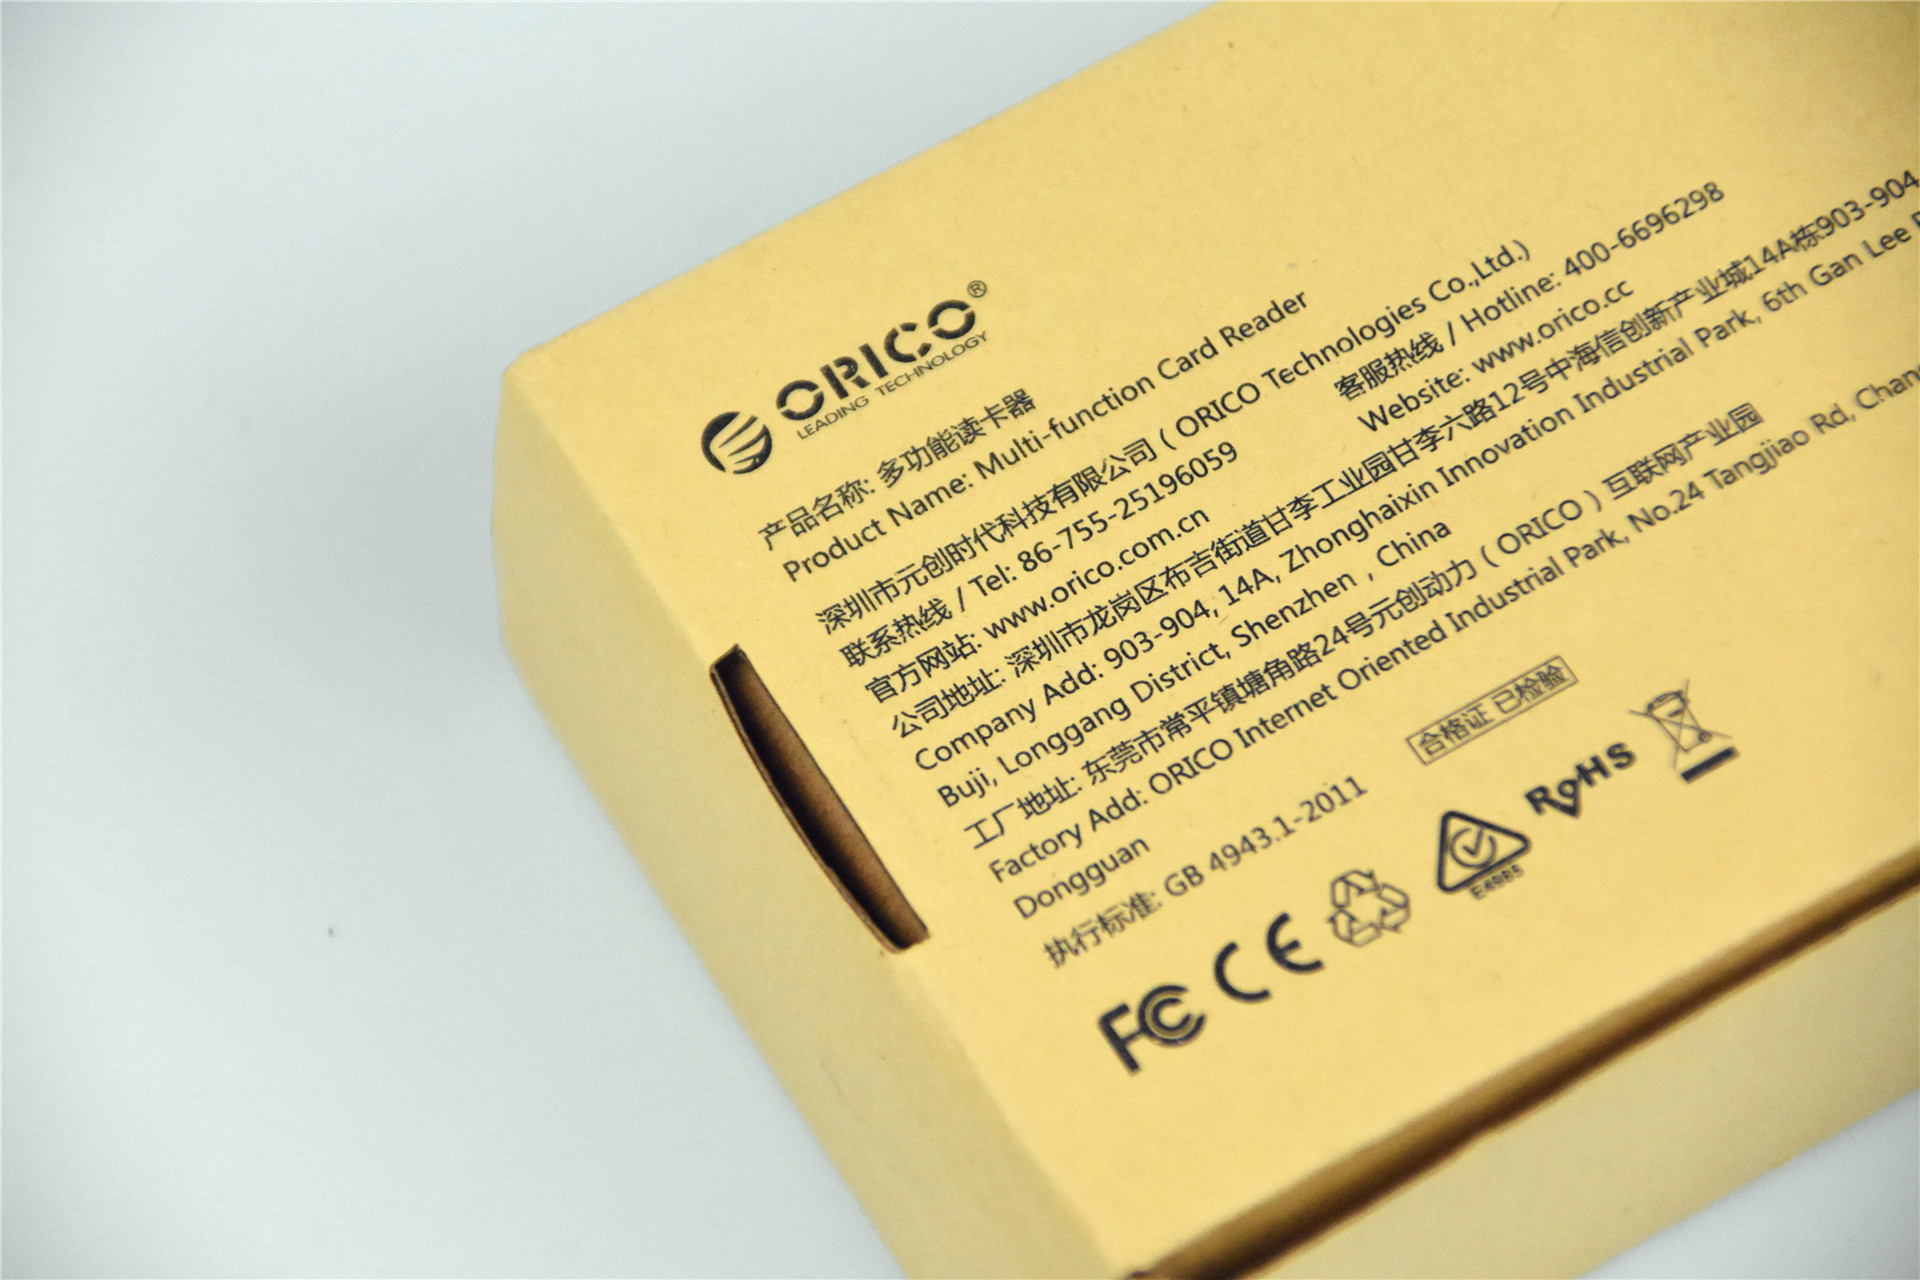 ORICO®
LEADING TECHNOLOGY
产品名称: 多功能读卡器
Product Name: Multi-function Card Reader
深圳市元创时代科技有限公司 ( ORICO Technologies Co.,Ltd.)
联系热线 / Tel: 86-755-25196059 客服热线 / Hotline: 400-6696298
官方网站: www.orico.com.cn Website: www.orico.cc
公司地址: 深圳市龙岗区布吉街道甘李工业园甘李六路12号中海信创新产业城14A栋903-904
Company Add: 903-904, 14A, Zhonghaixin Innovation Industrial Park, 6th Gan Lee
Buji, Longgang District, Shenzhen , China
工厂地址: 东莞市常平镇塘角路24号元创动力 ( ORICO ) 互联网产业园
Factory Add: ORICO Internet Oriented Industrial Park, No.24 Tangjiao Rd,
Dongguan
执行标准: GB 4943.1-2011
合格证 已检验
FC CE E4985 RoHS